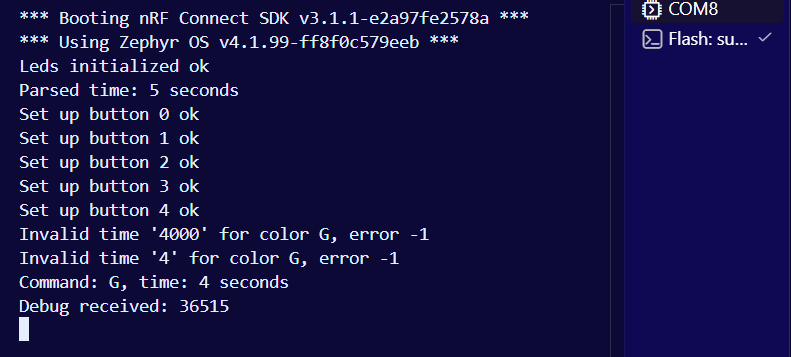 *** Booting nRF Connect SDK v3.1.1-e2a97fe2578a ***
*** Using Zephyr OS v4.1.99-ff8f0c579eeb ***
Leds initialized ok
Parsed time: 5 seconds
Set up button 0 ok
Set up button 1 ok
Set up button 2 ok
Set up button 3 ok
Set up button 4 ok
Invalid time '4000' for color G, error -1
Invalid time '4' for color G, error -1
Command: G, time: 4 seconds
Debug received: 36515
COM8
Flash: su...